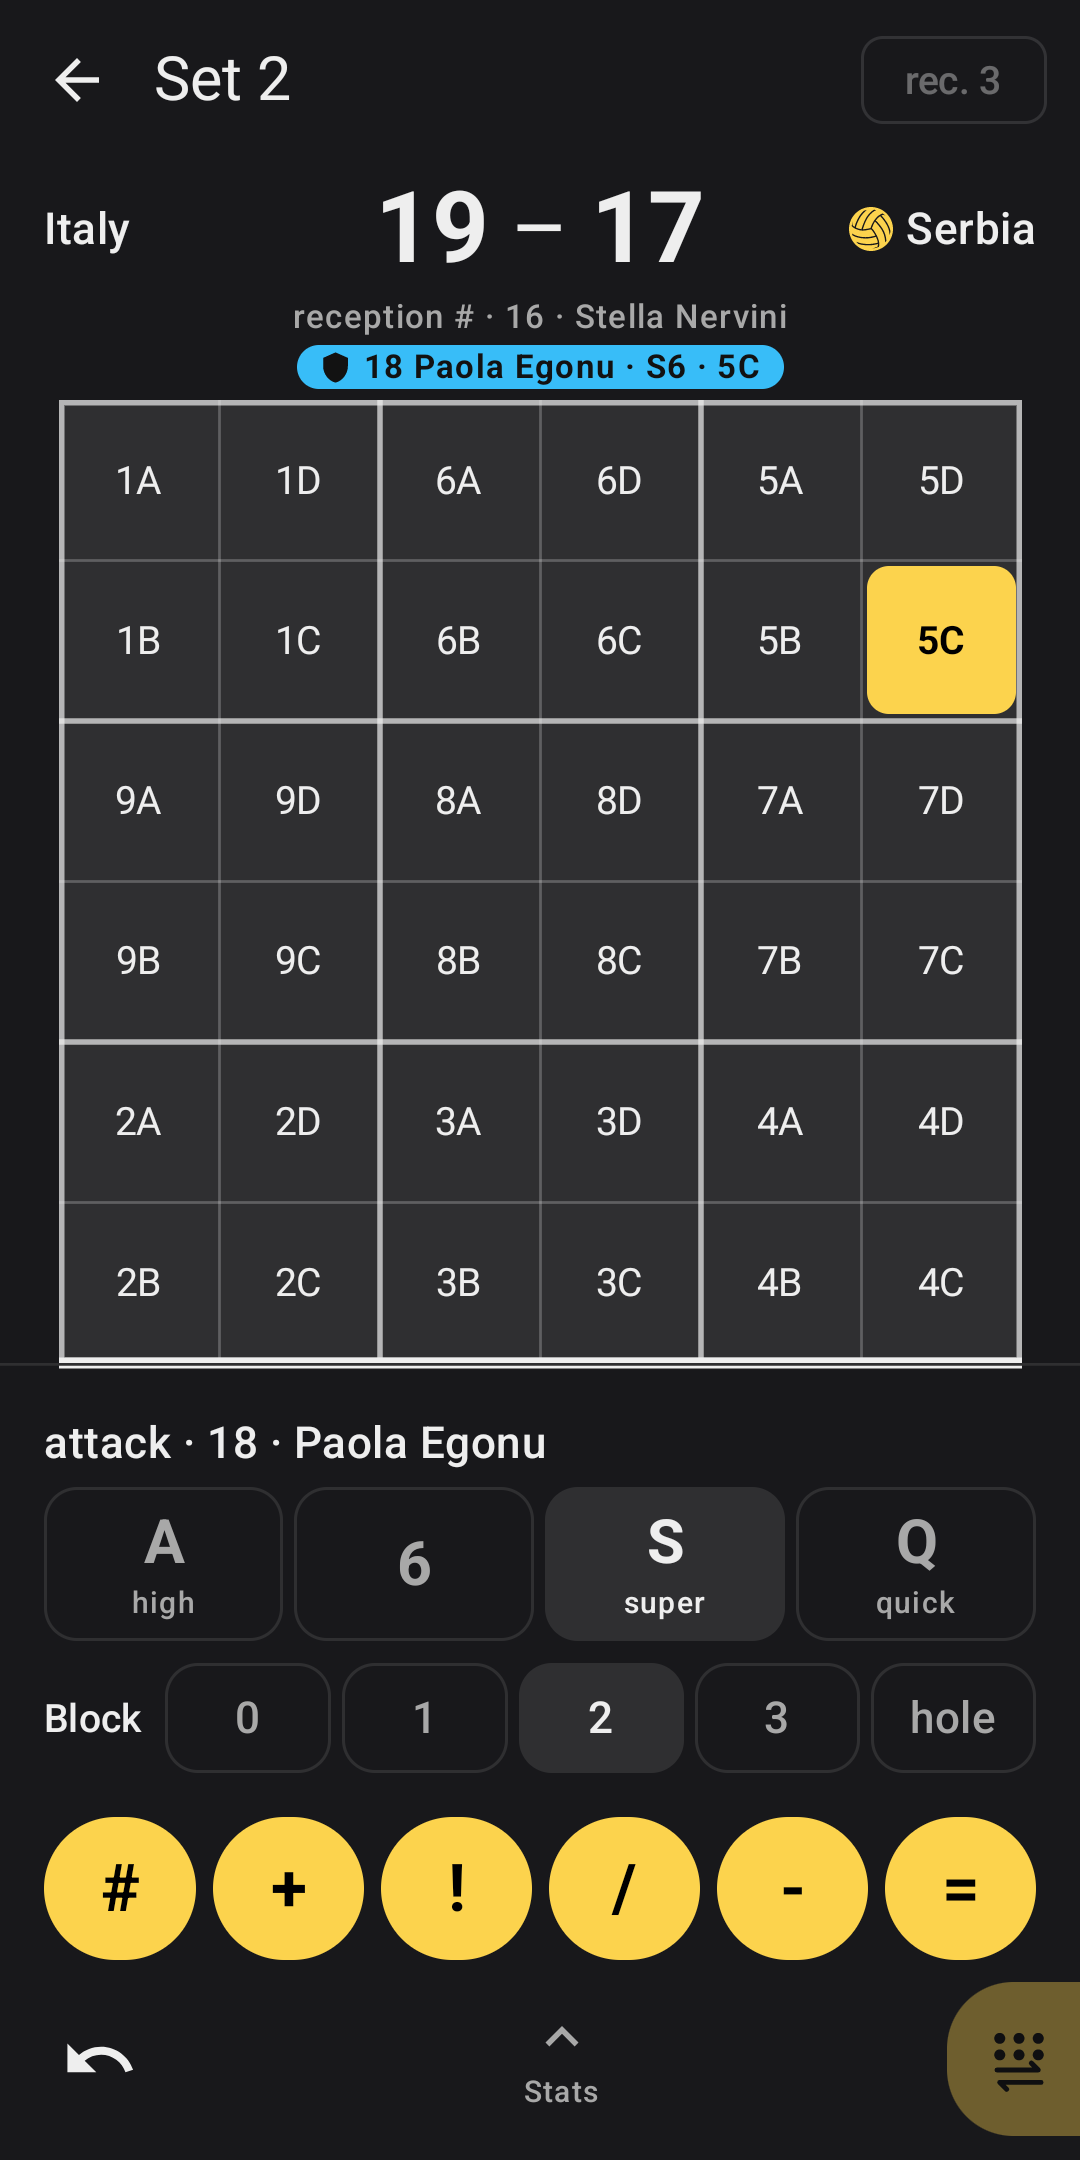 Set 2
rec. 3
Italy
19 – 17
Serbia
reception # · 16 · Stella Nervini
18 Paola Egonu · S6 · 5C
1A 1D 6A 6D 5A 5D
1B 1C 6B 6C 5B 5C
9A 9D 8A 8D 7A 7D
9B 9C 8B 8C 7B 7C
2A 2D 3A 3D 4A 4D
2B 2C 3B 3C 4B 4C
attack · 18 · Paola Egonu
A 6 S Q
high super quick
Block 0 1 2 3 hole
# + ! / - =
Stats